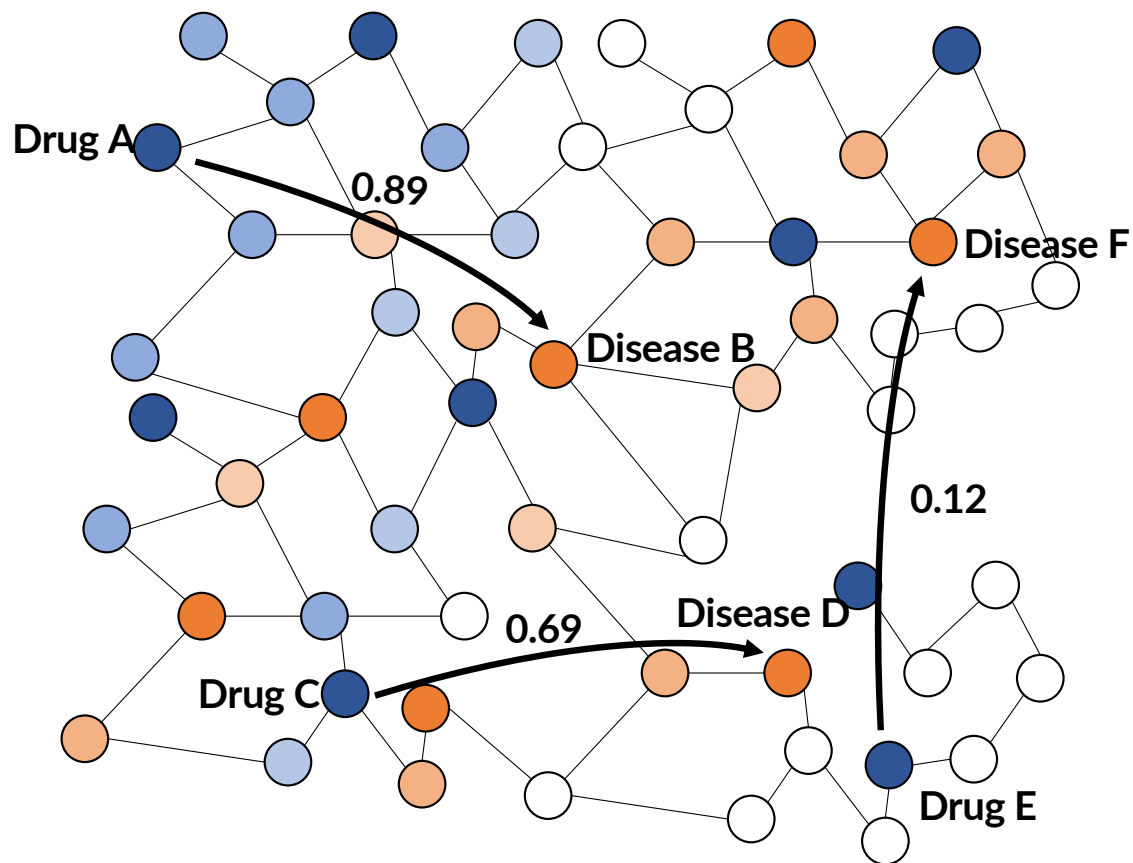 Drug A
0.89
Disease F
Disease B
0.12
Disease D
0.69
Drug C
Drug E